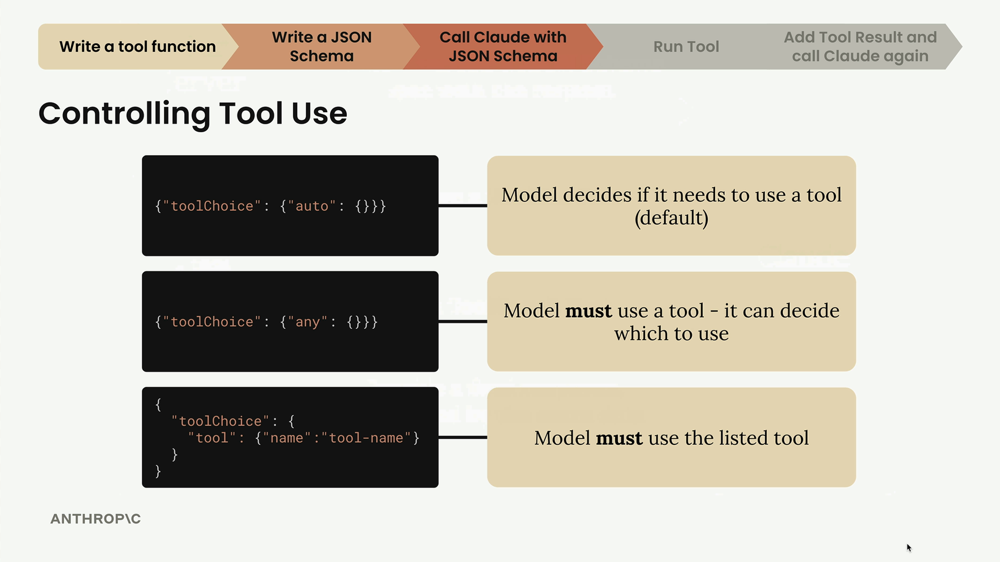 Write a tool function
Write a JSON
Schema
Call Claude with
JSON Schema
Run Tool
Add Tool Result and
call Claude again
Controlling Tool Use
{"toolChoice": {"auto": {}}}
Model decides if it needs to use a tool
(default)
{"toolChoice": {"any": {}}}
Model must use a tool - it can decide
which to use
{
"toolChoice": {
"tool": {"name":"tool-name"}
}
}
Model must use the listed tool
ANTHROP\C